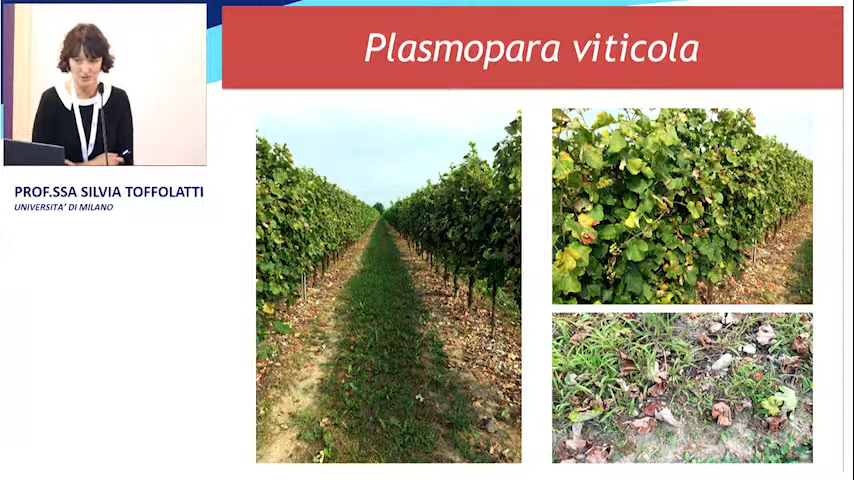 Plasmopara viticola
PROF.SSA SILVIA TOFFOLATTI
UNIVERSITA' DI MILANO